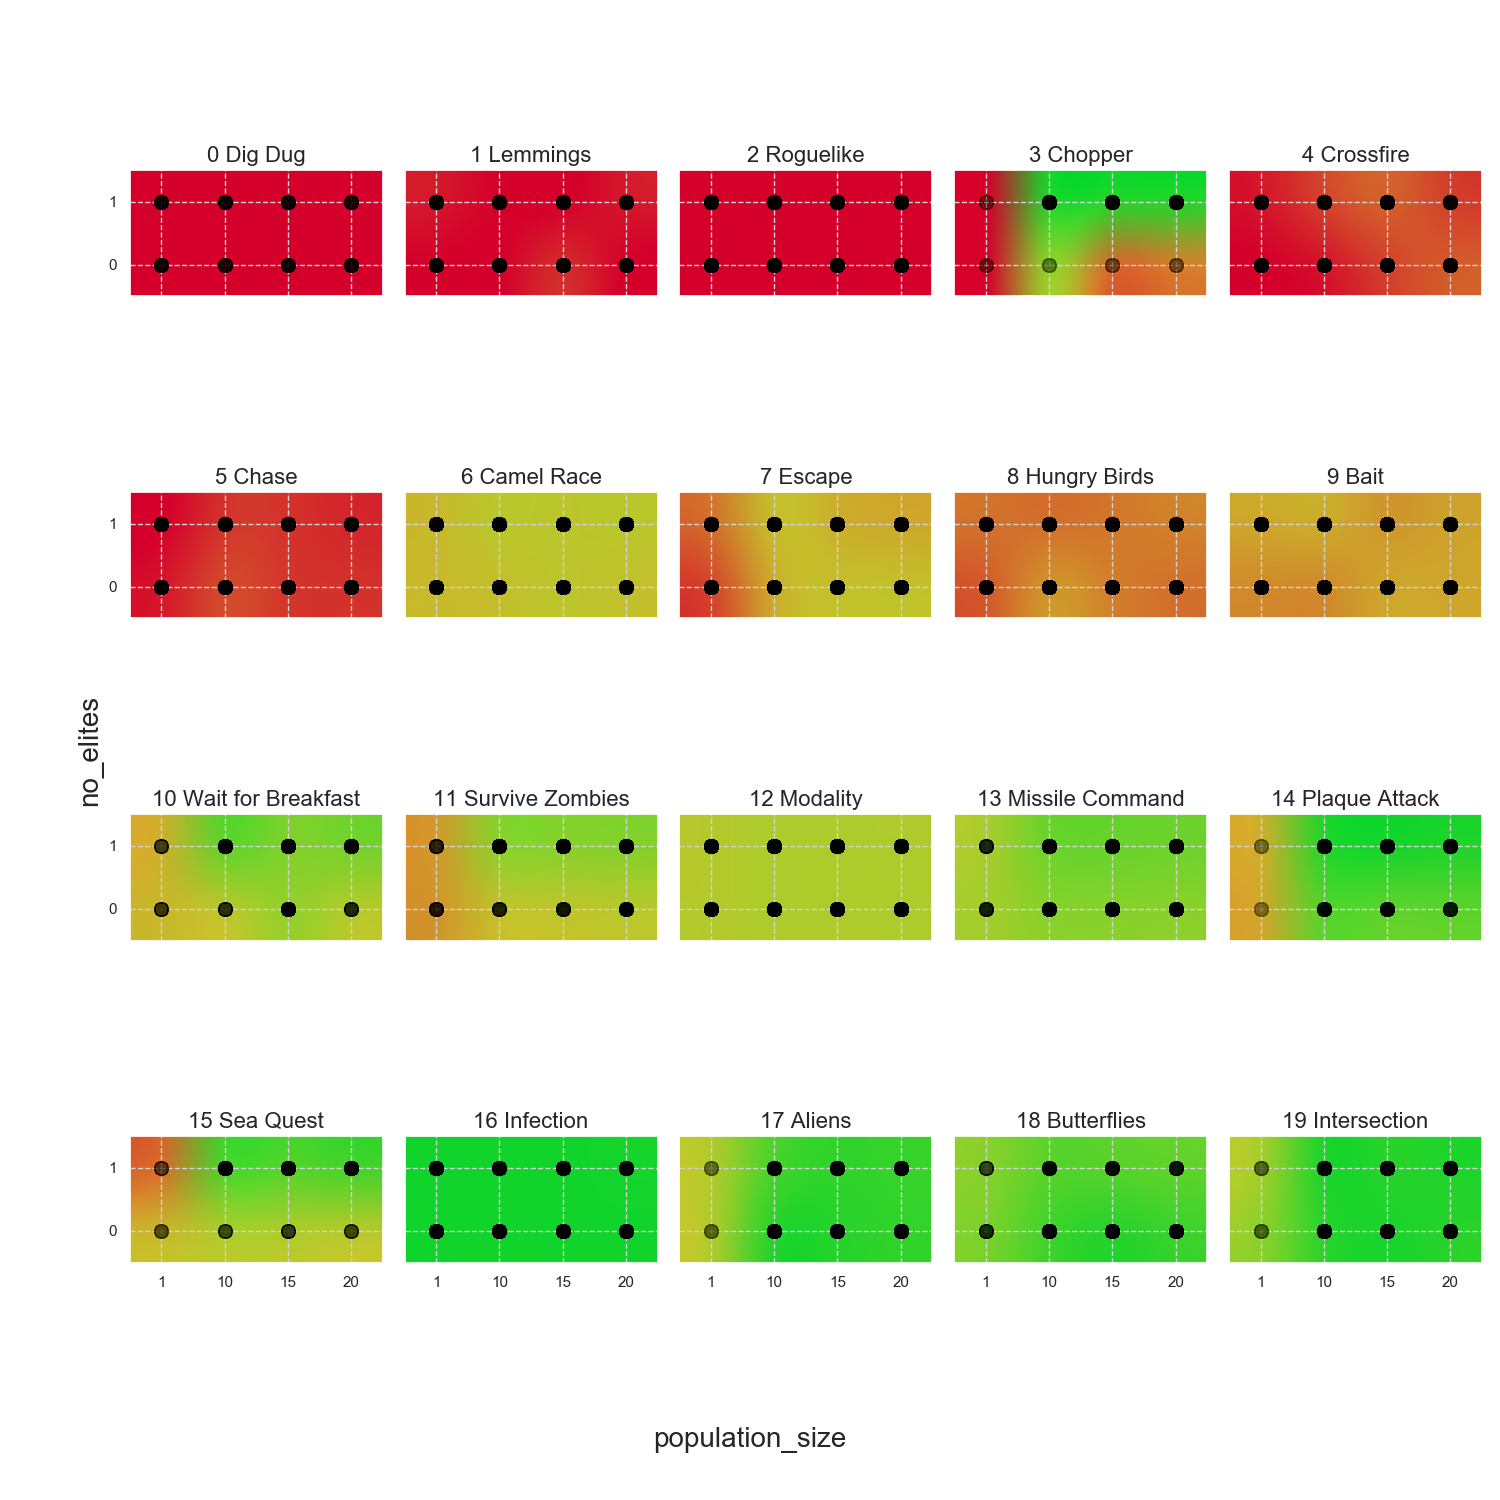 0 Dig Dug
1 Lemmings
2 Roguelike
3 Chopper
4 Crossfire
1
0
5 Chase
6 Camel Race
7 Escape
8 Hungry Birds
9 Bait
1
0
no_elites
10 Wait for Breakfast
11 Survive Zombies
12 Modality
13 Missile Command
14 Plaque Attack
1
0
15 Sea Quest
16 Infection
17 Aliens
18 Butterflies
19 Intersection
1
0
1 10 15 20
1 10 15 20
1 10 15 20
1 10 15 20
1 10 15 20
population_size